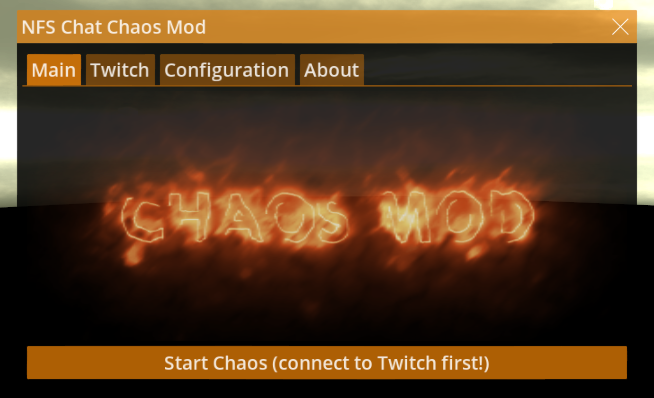 NFS Chat Chaos Mod
Main Twitch Configuration About
CHAOS MOD
Start Chaos (connect to Twitch first!)